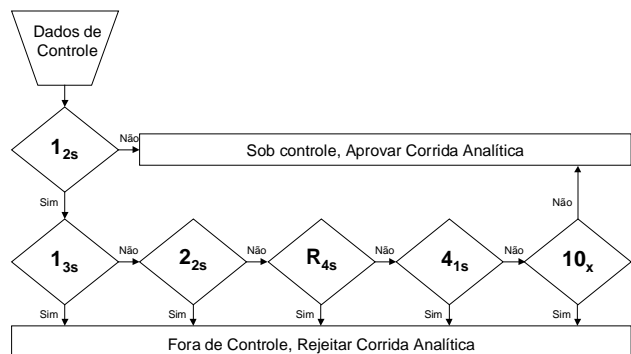 Dados de
Controle
12s
Não
Sob controle, Aprovar Corrida Analítica
Sim
Não
13s
Não
22s
Não
R4s
Não
41s
Não
10x
Sim
Sim
Sim
Sim
Sim
Fora de Controle, Rejeitar Corrida Analítica